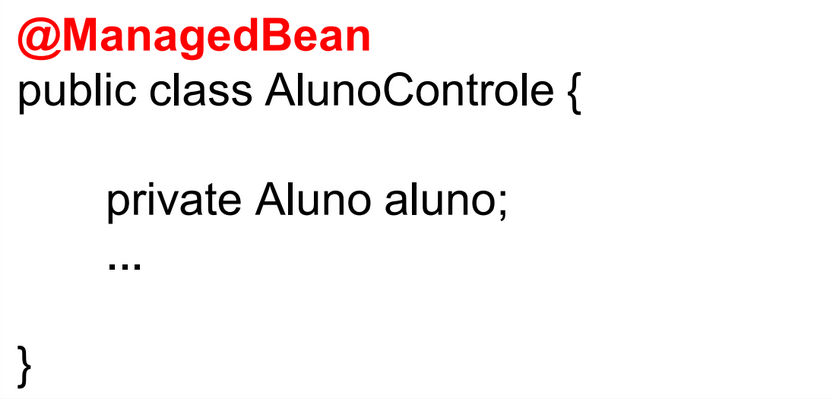 @ManagedBean
public class AlunoControle {
private Aluno aluno;
...
}